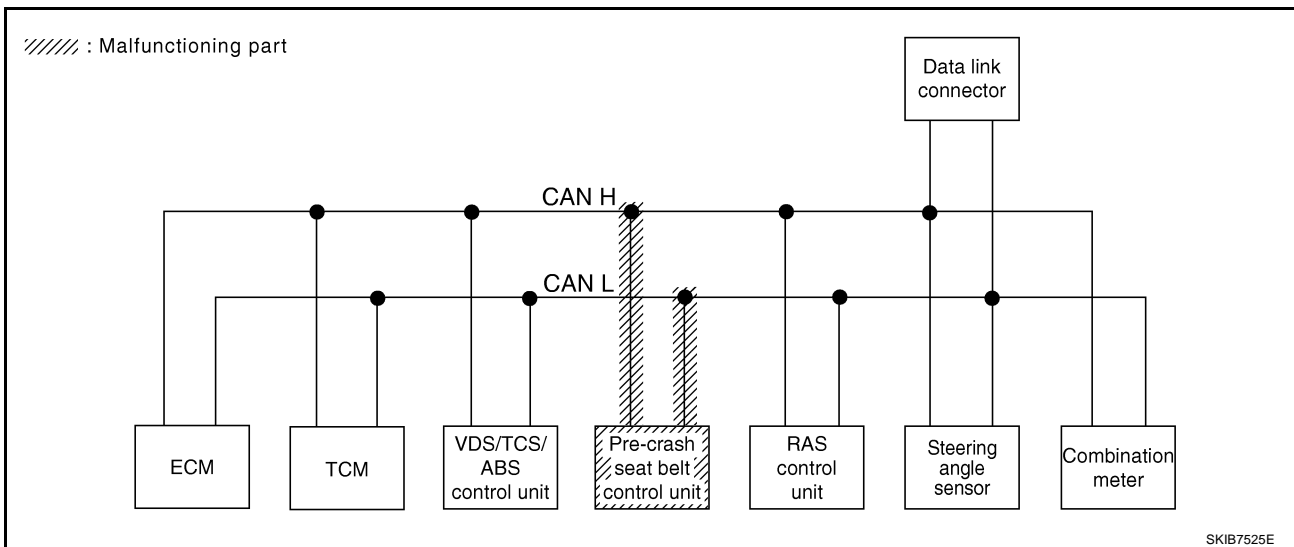 : Malfunctioning part
Data link
connector
CAN H
CAN L
ECM
TCM
VDS/TCS/
ABS
control unit
Pre-crash
seat belt
control unit
RAS
control
unit
Steering
angle
sensor
Combination
meter
SKIB7525E